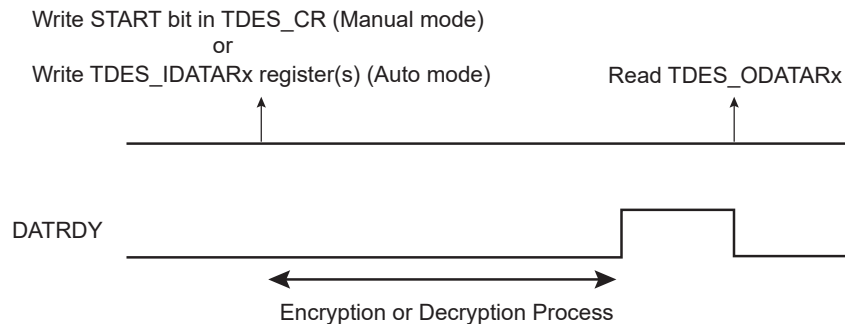 Write START bit in TDES_CR (Manual mode)
or
Write TDES_IDATARx register(s) (Auto mode)
Read TDES_ODATARx
DATRDY
Encryption or Decryption Process